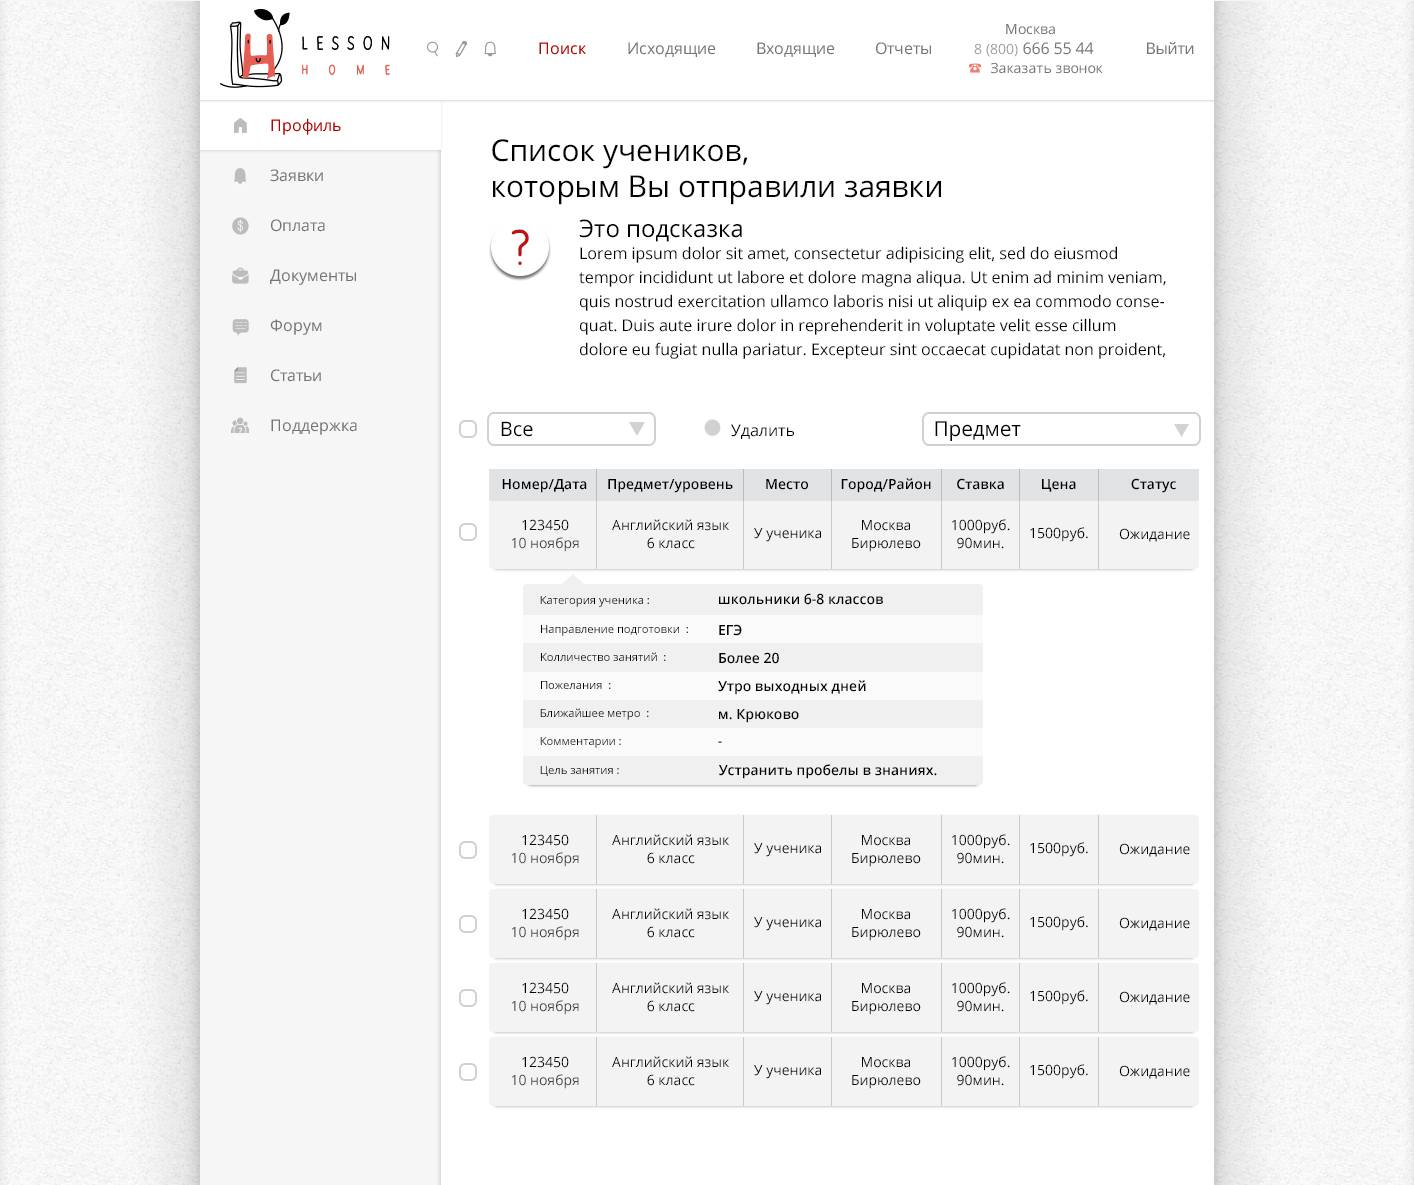 LESSON
HOME
Поиск
Исходящие
Входящие
Отчеты
Москва
8 (800) 666 55 44
Заказать звонок
Выйти
Профиль
Заявки
Оплата
Документы
Форум
Статьи
Поддержка
Список учеников,
которым Вы отправили заявки
?
Это подсказка
Lorem ipsum dolor sit amet, consectetur adipisicing elit, sed do eiusmod
tempor incididunt ut labore et dolore magna aliqua. Ut enim ad minim veniam,
quis nostrud exercitation ullamco laboris nisi ut aliquip ex ea commodo conse-
quat. Duis aute irure dolor in reprehenderit in voluptate velit esse cillum
dolore eu fugiat nulla pariatur. Excepteur sint occaecat cupidatat non proident,
Все
Удалить
Предмет
Номер/Дата Предмет/уровень Место Город/Район Ставка Цена Статус
123450 Английский язык У ученика Москва 1000руб. 1500руб. Ожидание
10 ноября 6 класс Бирюлево 90мин.
Категория ученика : школьники 6-8 классов
Направление подготовки : ЕГЭ
Колличество занятий : Более 20
Пожелания : Утро выходных дней
Ближайшее метро : м. Крюково
Комментарии : -
Цель занятия : Устранить пробелы в знаниях.
123450 Английский язык У ученика Москва 1000руб. 1500руб. Ожидание
10 ноября 6 класс Бирюлево 90мин.
123450 Английский язык У ученика Москва 1000руб. 1500руб. Ожидание
10 ноября 6 класс Бирюлево 90мин.
123450 Английский язык У ученика Москва 1000руб. 1500руб. Ожидание
10 ноября 6 класс Бирюлево 90мин.
123450 Английский язык У ученика Москва 1000руб. 1500руб. Ожидание
10 ноября 6 класс Бирюлево 90мин.